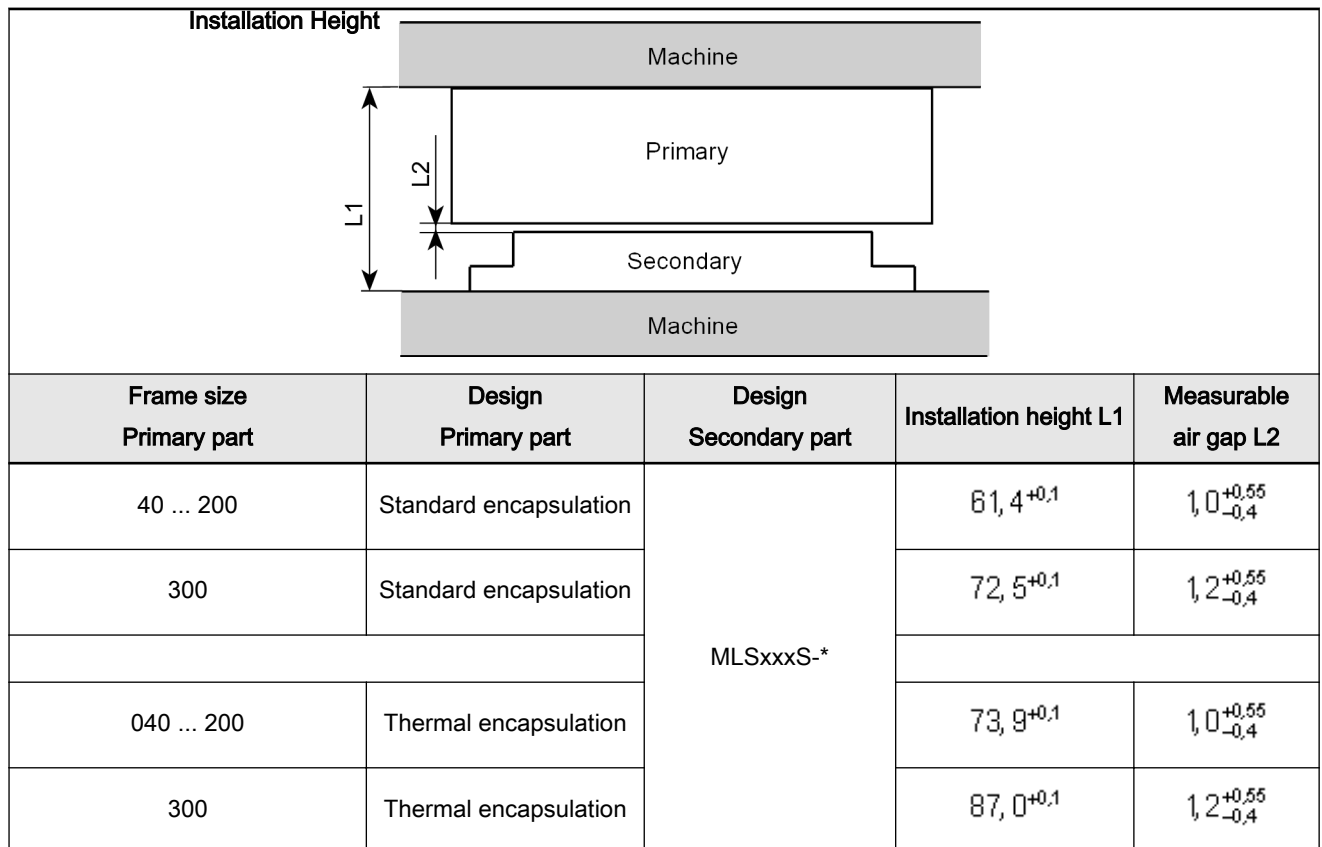 Installation Height
Machine
Primary
L2
L1
Secondary
Machine
Frame size
Primary part
Design
Primary part
Design
Secondary part
Installation height L1
Measurable
air gap L2
40 ... 200
Standard encapsulation
MLSxxxS-*
61,4+0,1
1,0+0,55-0,4
300
Standard encapsulation
72,5+0,1
1,2+0,55-0,4
040 ... 200
Thermal encapsulation
73,9+0,1
1,0+0,55-0,4
300
Thermal encapsulation
87,0+0,1
1,2+0,55-0,4